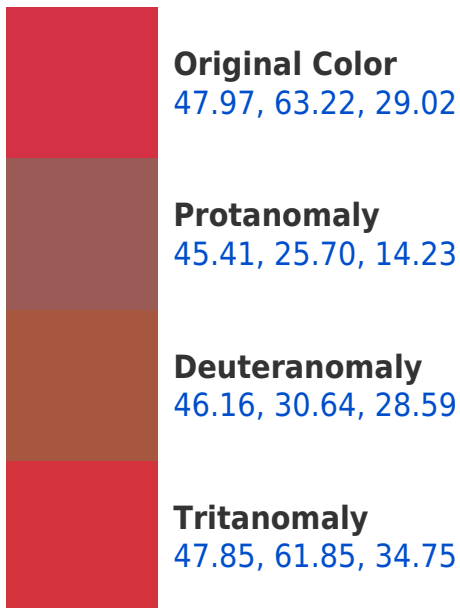 Original Color
47.97, 63.22, 29.02
Protanomaly
45.41, 25.70, 14.23
Deuteranomaly
46.16, 30.64, 28.59
Tritanomaly
47.85, 61.85, 34.75